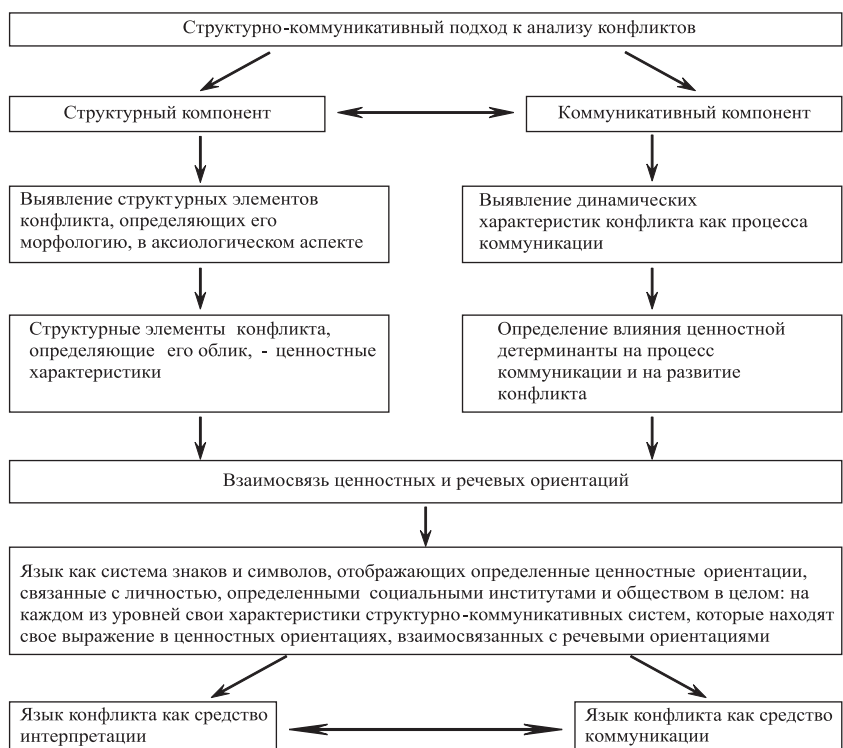 Структурно-коммуникативный подход к анализу конфликтов
Структурный компонент
Коммуникативный компонент
Выявление структурных элементов
конфликта, определяющих его
морфологию, в аксиологическом аспекте
Выявление динамических
характеристик конфликта как процесса
коммуникации
Структурные элементы конфликта,
определяющие его облик, - ценностные
характеристики
Определение влияния ценностной
детерминанты на процесс
коммуникации и на развитие
конфликта
Взаимосвязь ценностных и речевых ориентаций
Язык как система знаков и символов, отображающих определенные ценностные ориентации,
связанные с личностью, определенными социальными институтами и обществом в целом: на
каждом из уровней свои характеристики структурно-коммуникативных систем, которые находят
свое выражение в ценностных ориентациях, взаимосвязанных с речевыми ориентациями
Язык конфликта как средство
интерпретации
Язык конфликта как средство
коммуникации